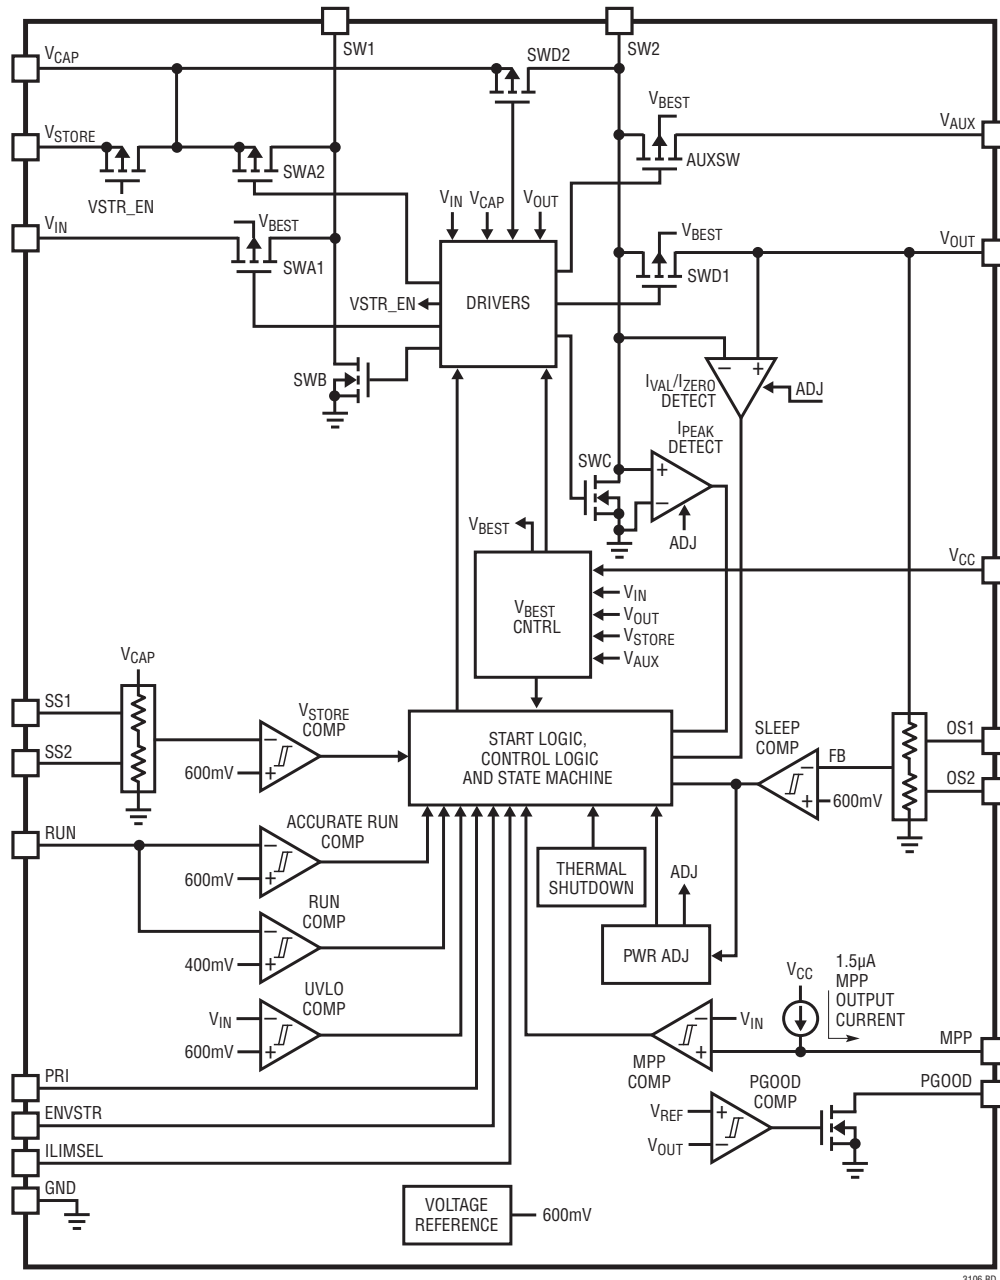 SW1
SW2
VCAP
SWD2
VBEST
VSTORE
VAUX
SWA2
AUXSW
VSTR_EN
VIN
VCAP
VOUT
VIN
VBEST
VBEST
VOUT
SWA1
SWD1
VSTR_EN
DRIVERS
SWB
IVAL/IZERO
DETECT
–
+
ADJ
IPEAK
DETECT
SWC
+
–
ADJ
VBEST
VCC
VBEST
CNTRL
VIN
VOUT
VSTORE
VAUX
VCAP
SS1
SS2
VSTORE
COMP
–
600mV
+
START LOGIC,
CONTROL LOGIC
AND STATE MACHINE
SLEEP
COMP
FB
–
+
600mV
OS1
OS2
RUN
ACCURATE RUN
COMP
–
600mV
+
THERMAL
SHUTDOWN
ADJ
RUN
COMP
–
400mV
+
PWR ADJ
UVLO
COMP
VIN
–
600mV
+
VCC
1.5µA
MPP
OUTPUT
CURRENT
–
VIN
+
MPP
MPP
COMP
PRI
PGOOD
COMP
PGOOD
ENVSTR
VREF
+
VOUT
–
ILIMSEL
GND
VOLTAGE
REFERENCE
600mV
3106 BD